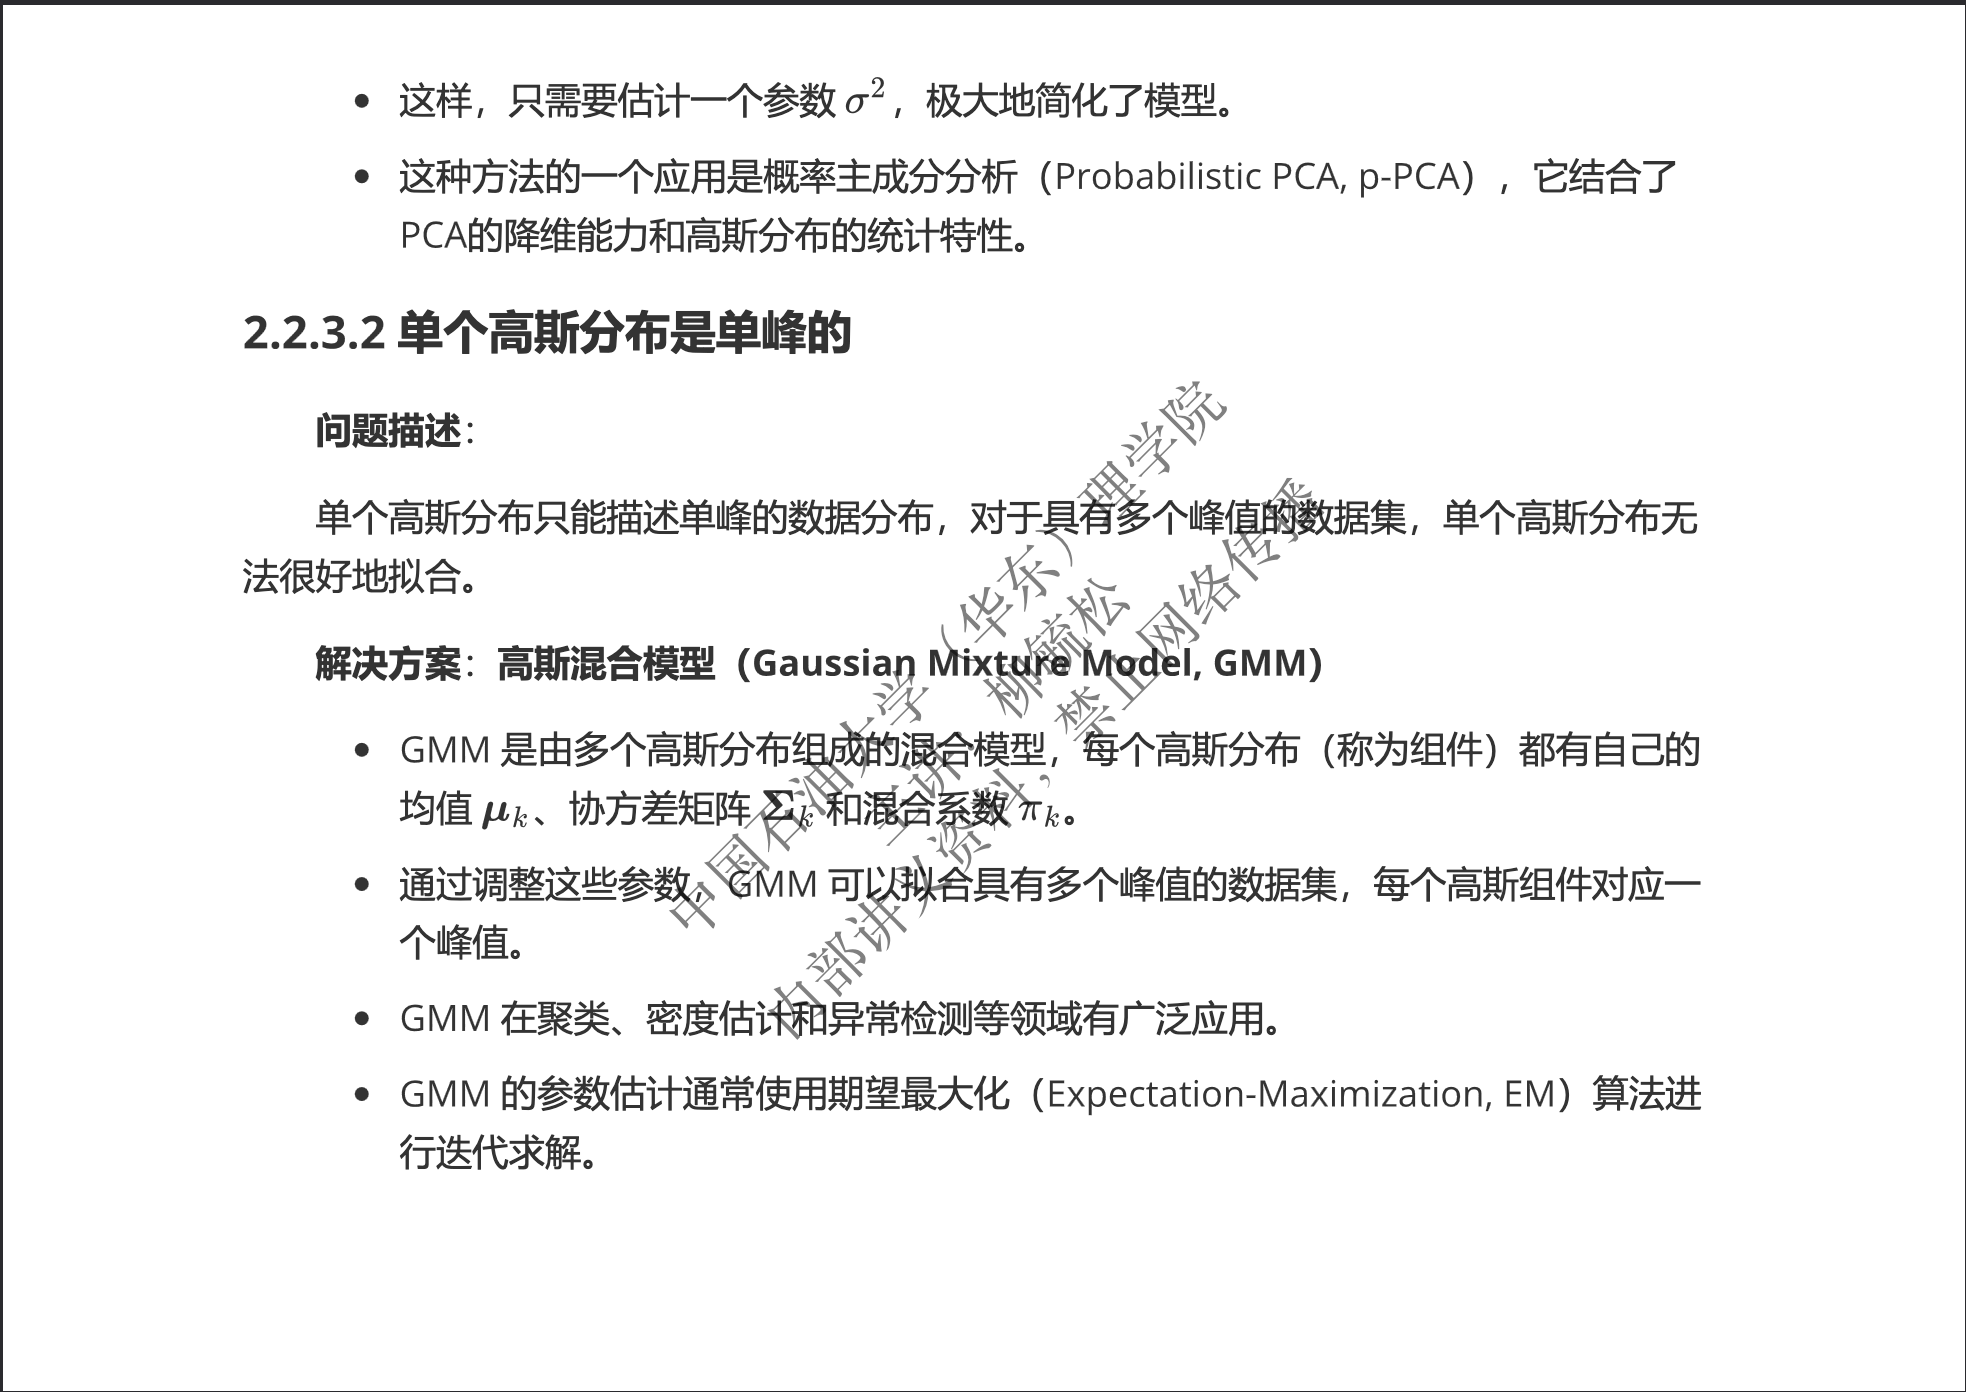 • 这样，只需要估计一个参数 σ²，极大地简化了模型。
• 这种方法的一个应用是概率主成分分析（Probabilistic PCA, p-PCA），它结合了
PCA的降维能力和高斯分布的统计特性。
2.2.3.2 单个高斯分布是单峰的
问题描述：
单个高斯分布只能描述单峰的数据分布，对于具有多个峰值的数据集，单个高斯分布无
法很好地拟合。
解决方案：高斯混合模型（Gaussian Mixture Model, GMM）
• GMM 是由多个高斯分布组成的混合模型，每个高斯分布（称为组件）都有自己的
均值 μₖ、协方差矩阵 Σₖ 和混合系数 πₖ。
• 通过调整这些参数，GMM 可以拟合具有多个峰值的数据集，每个高斯组件对应一
个峰值。
• GMM 在聚类、密度估计和异常检测等领域有广泛应用。
• GMM 的参数估计通常使用期望最大化（Expectation-Maximization, EM）算法进
行迭代求解。
中国石油大学（华东）理学院
主讲：柳毓松
内部讲义资料，禁止网络传播